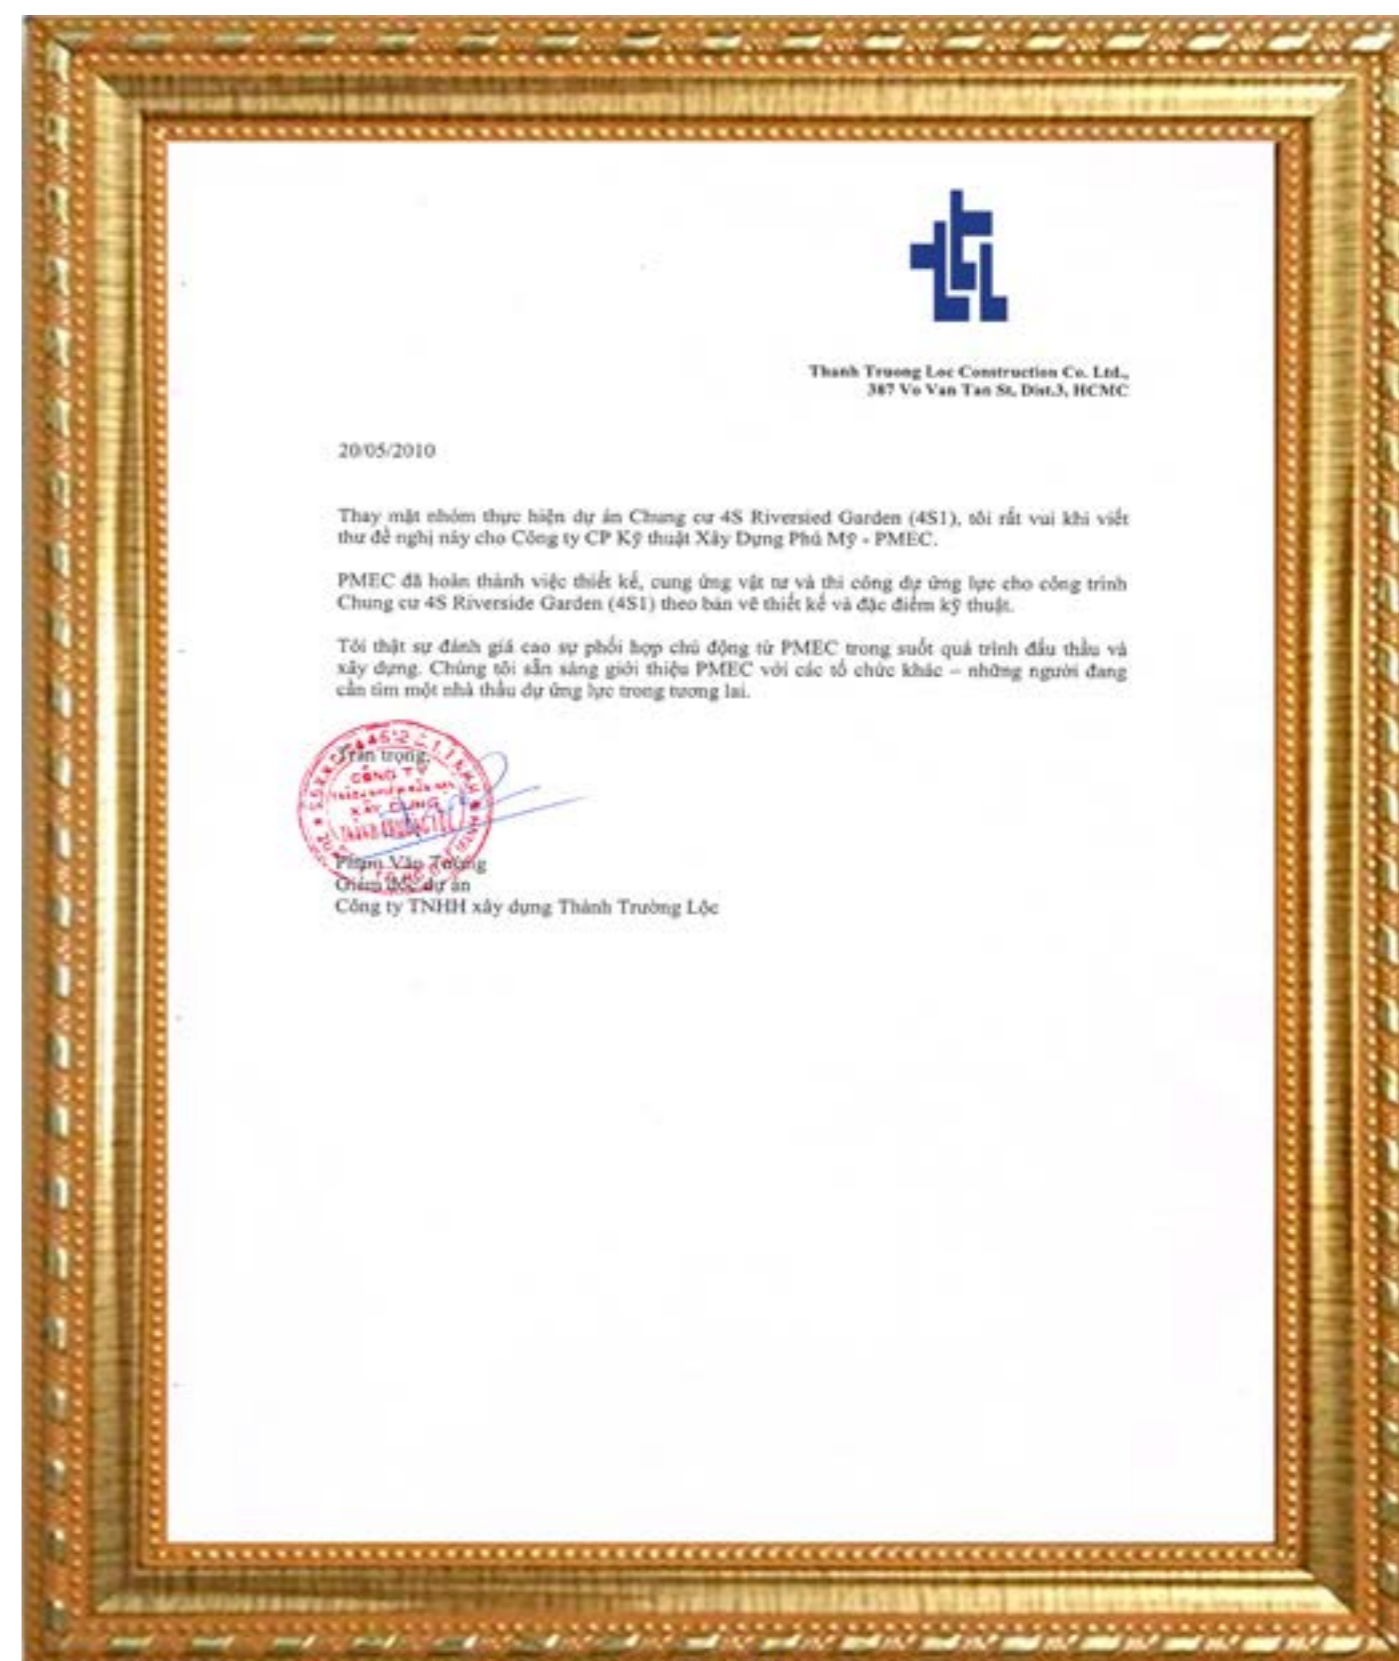 Thanh Truong Loc Construction Co. Ltd.,
387 Vo Van Tan St, Dist.3, HCMC
20/05/2010
Thay mặt nhóm thực hiện dự án Chung cư 4S Riversied Garden (4S1), tôi rất vui khi viết
thư đề nghị này cho Công ty CP Kỹ thuật Xây Dựng Phú Mỹ - PMEC.
PMEC đã hoàn thành việc thiết kế, cung ứng vật tư và thi công dự ứng lực cho công trình
Chung cư 4S Riverside Garden (4S1) theo bản vẽ thiết kế và đặc điểm kỹ thuật.
Tôi thật sự đánh giá cao sự phối hợp chủ động từ PMEC trong suốt quá trình đấu thầu và
xây dựng. Chúng tôi sẵn sàng giới thiệu PMEC với các tổ chức khác – những người đang
cần tìm một nhà thầu dự ứng lực trong tương lai.
Trân trọng,
CÔNG TY
XÂY DỰNG
Phạm Văn
Giám đốc dự án
Công ty TNHH xây dựng Thành Trường Lộc